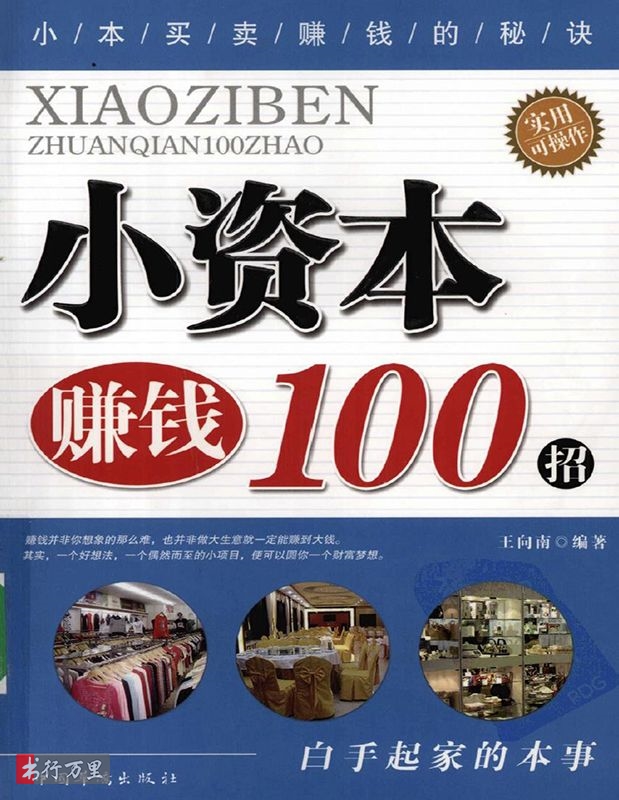 小/本/买/卖/赚/钱/的/秘/诀
XIAOZIBEN
ZHUANQIAN100ZHAO
实用
可操作
小资本
赚钱100招
赚钱并非你想象的那么难，也并非做大生意就一定能赚到大钱。
其实，一个好想法，一个偶然而至的小项目，便可以圆你一个财富梦想。
王向南◎编著
PDG
白手起家的本事
书行万里
出版社